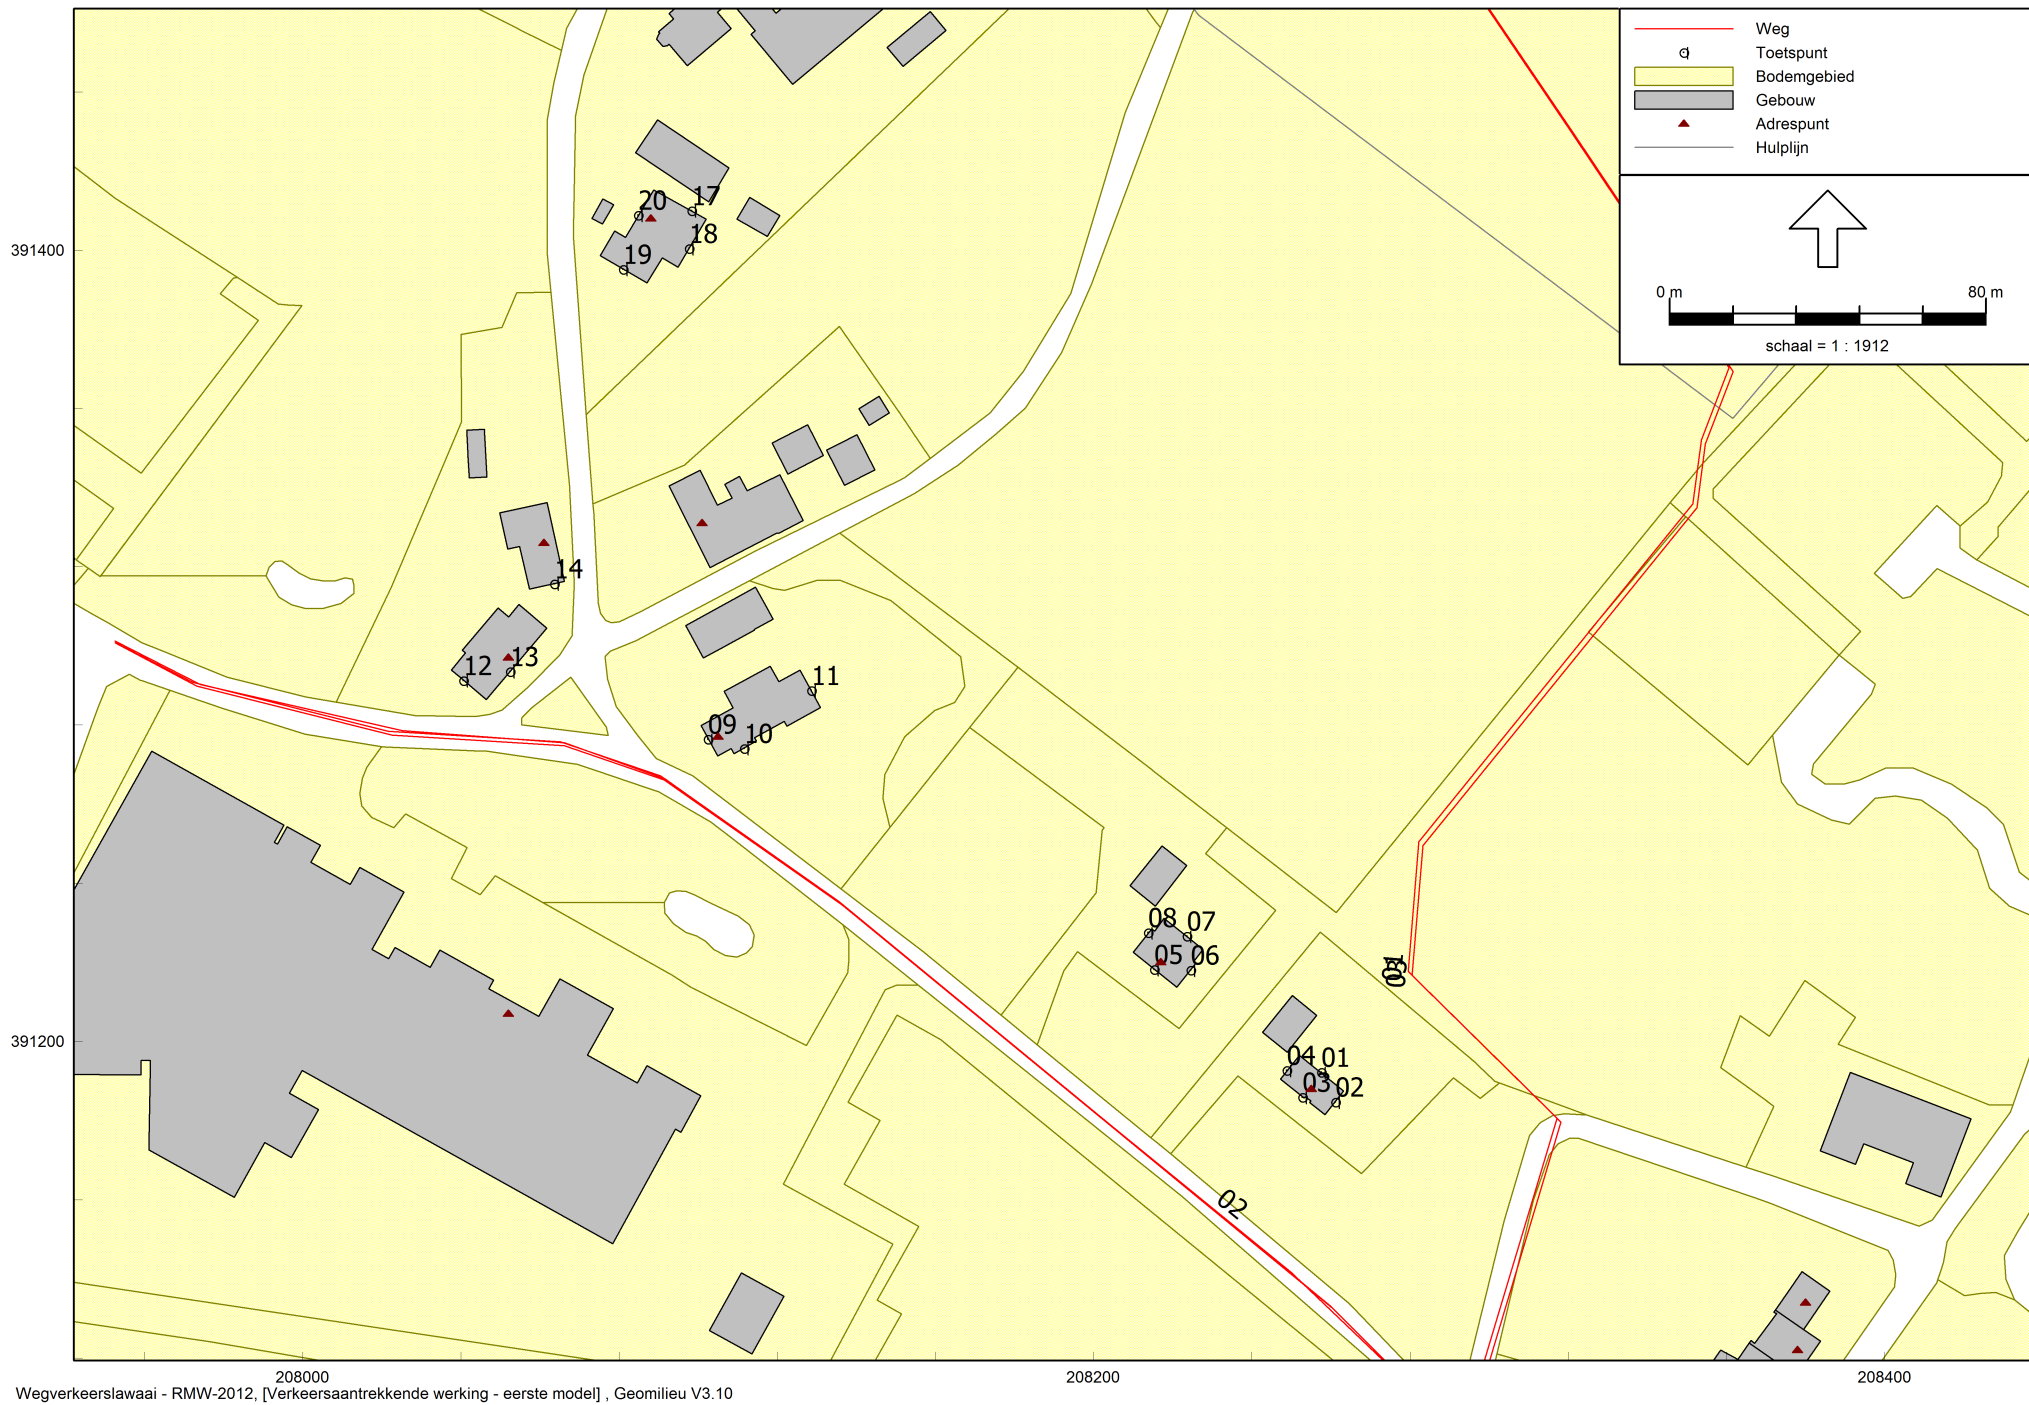 Weg
Toetspunt
Bodemgebied
Gebouw
Adrespunt
Hulplijn
0 m 80 m
schaal = 1 : 1912
20 17
18
19
391400
14
13
12
11
09 10
08 07
05 06
04 01
03 02
02
391200
208000 208200 208400
Wegverkeerslawaai - RMW-2012, [Verkeersaantrekkende werking - eerste model] , Geomilieu V3.10